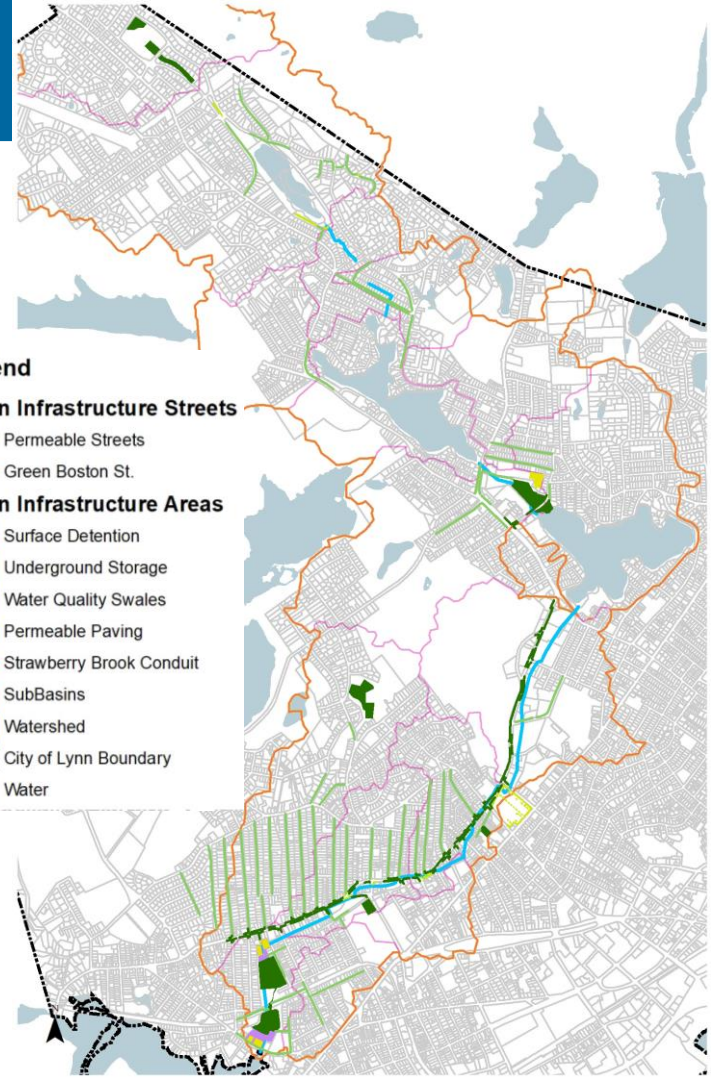 end
n Infrastructure Streets
Permeable Streets
Green Boston St.
n Infrastructure Areas
Surface Detention
Underground Storage
Water Quality Swales
Permeable Paving
Strawberry Brook Conduit
SubBasins
Watershed
City of Lynn Boundary
Water